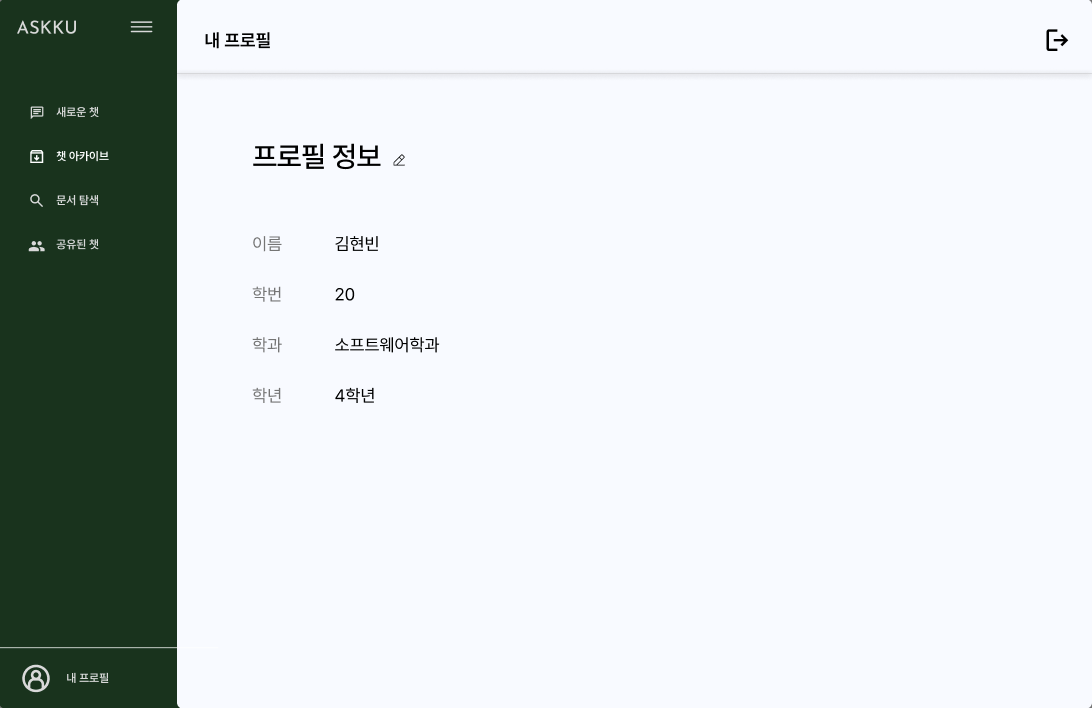 ASKKU
새로운 챗
챗 아카이브
문서 탐색
공유된 챗
내 프로필
내 프로필
프로필 정보
이름 김현빈
학번 20
학과 소프트웨어학과
학년 4학년